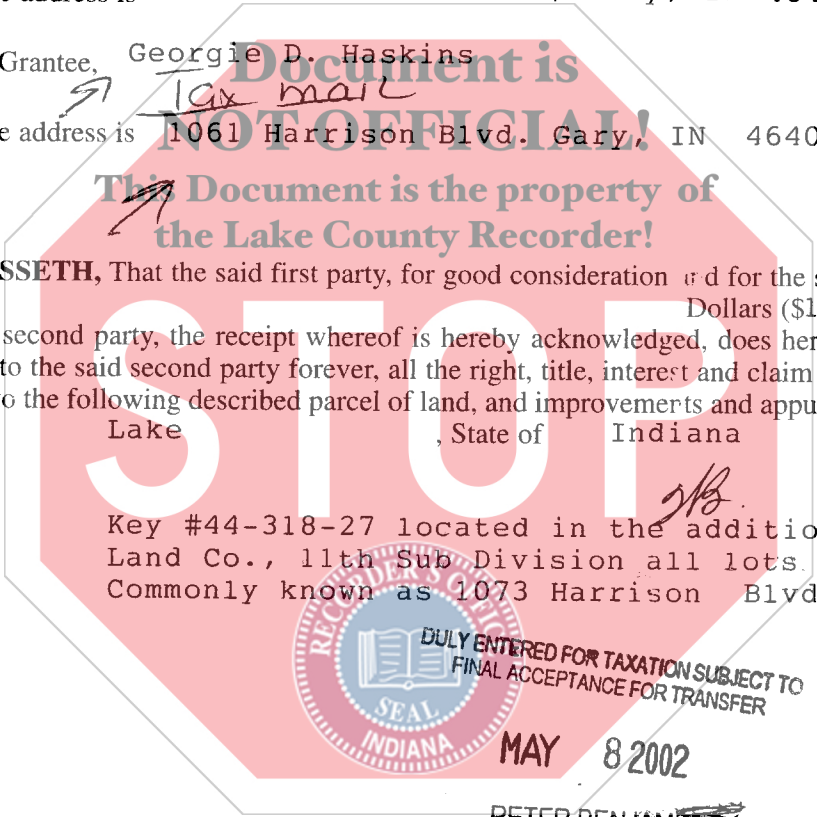 e address is
Grantee, Georgie D. Haskins
Document is
Tax mail
NOT OFFICIAL!
e address is 1061 Harrison Blvd. Gary, IN 4640
This Document is the property of
the Lake County Recorder!
SSETH, That the said first party, for good consideration for the s
Dollars ($1
second party, the receipt whereof is hereby acknowledged, does her
to the said second party forever, all the right, title, interest and claim
o the following described parcel of land, and improvements and appu
Lake , State of Indiana
STOP
Key #44-318-27 located in the additio
Land Co., 11th Sub Division all lots
Commonly known as 1073 Harrison Blvd
RECORDER'S OFFICE
SEAL
INDIANA
DULY ENTERED FOR TAXATION SUBJECT TO
FINAL ACCEPTANCE FOR TRANSFER
MAY 8 2002
PETER